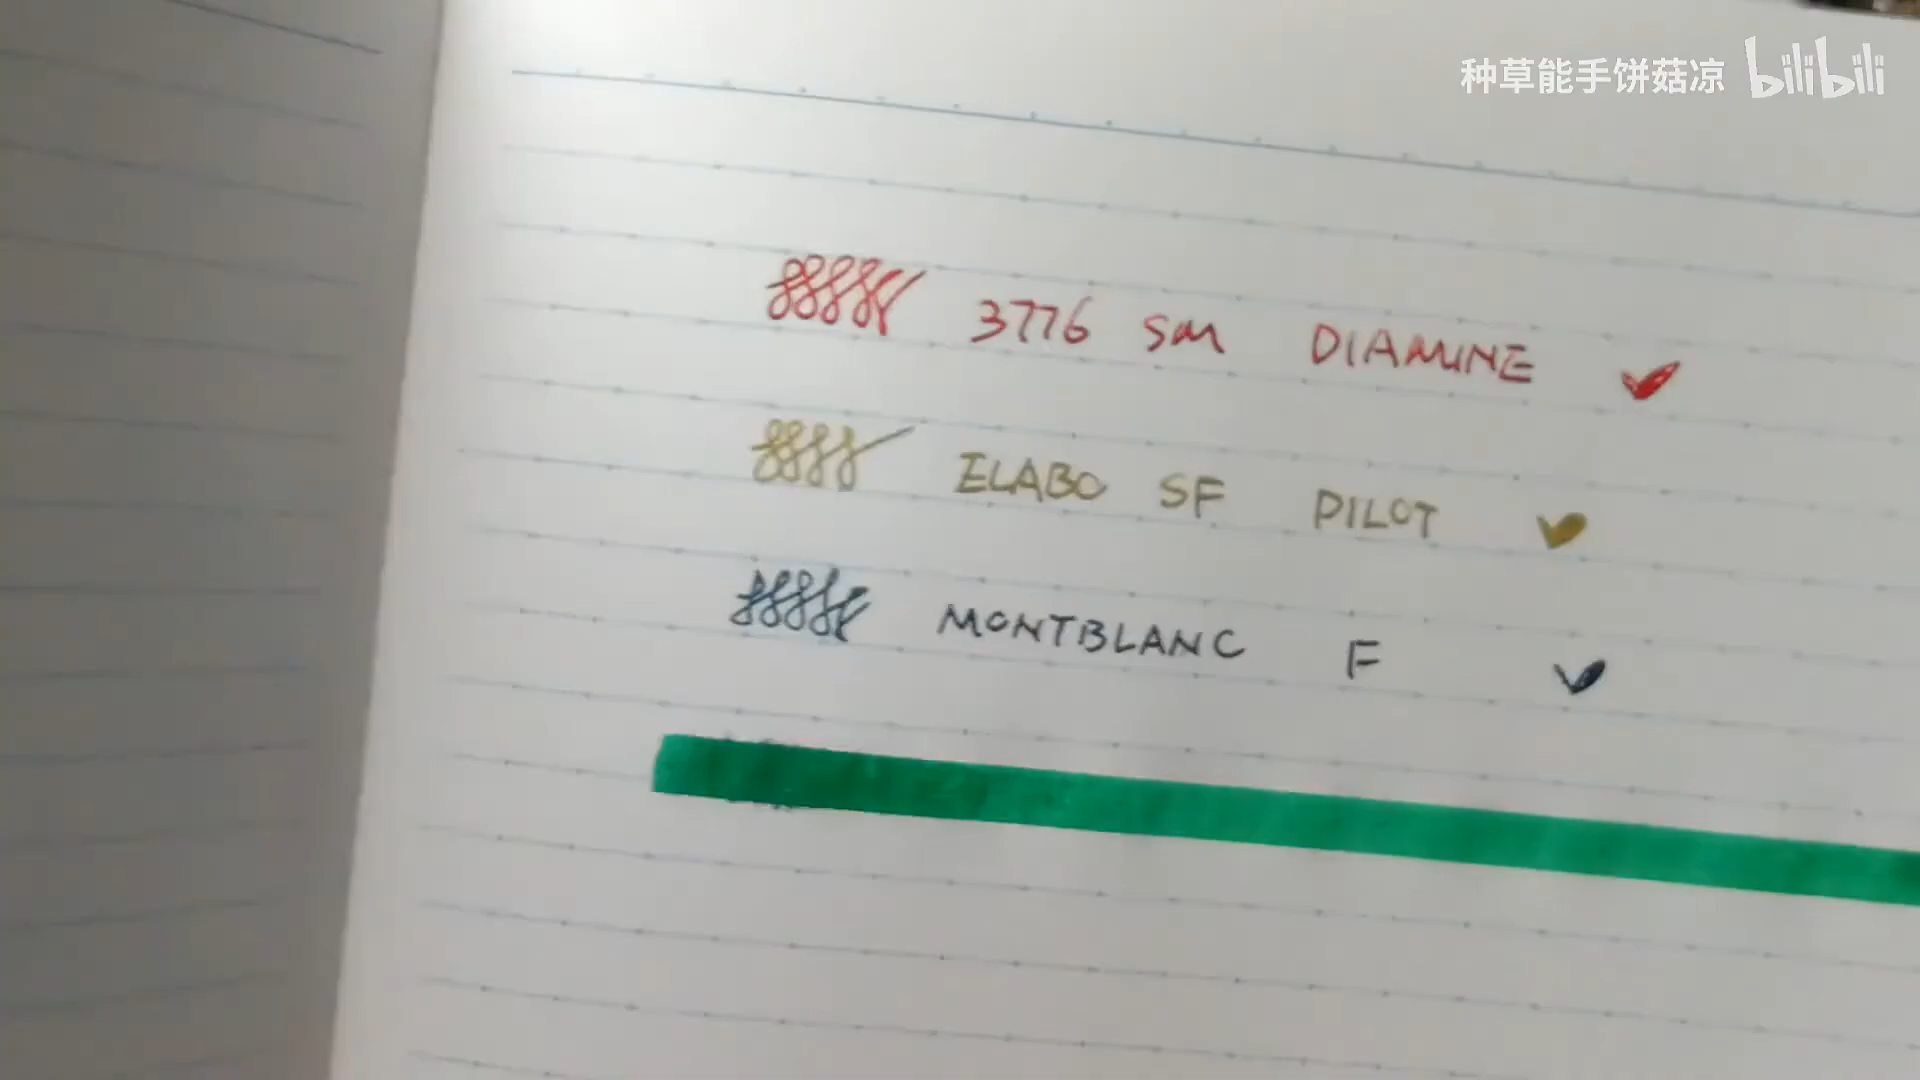 种草能手饼菇凉 bilibili
3776 SM DIAMINE
ELABO SF PILOT
MONTBLANC F